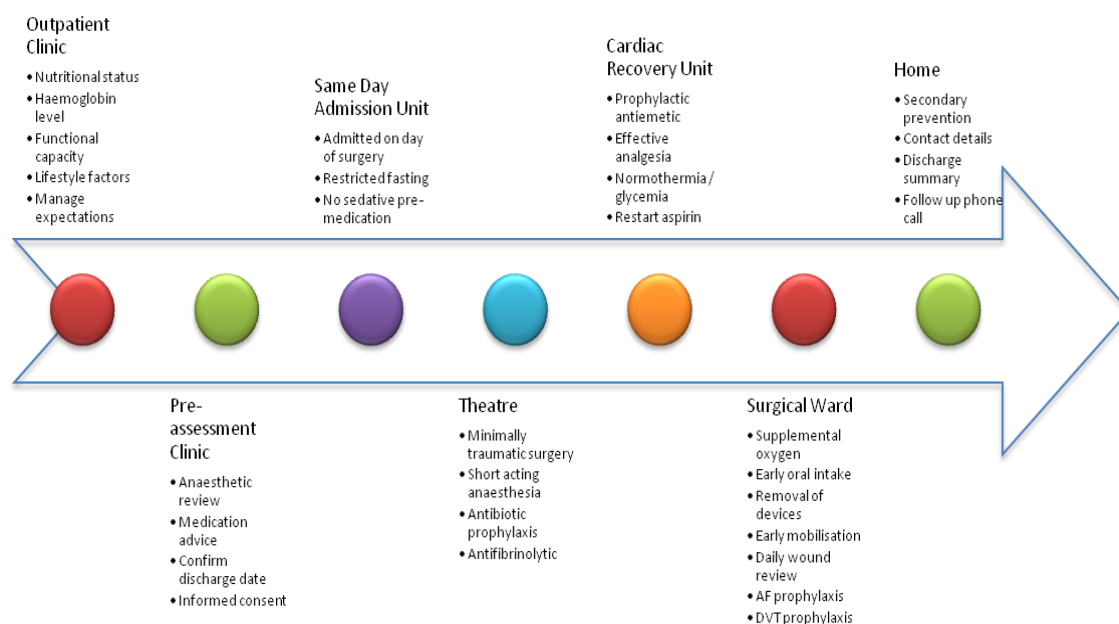 Outpatient
Clinic
• Nutritional status
• Haemoglobin
level
• Functional
capacity
• Lifestyle factors
• Manage
expectations
Same Day
Admission Unit
• Admitted on day
of surgery
• Restricted fasting
• No sedative pre-
medication
Cardiac
Recovery Unit
• Prophylactic
antiemetic
• Effective
analgesia
• Normothermia /
glycemia
• Restart aspirin
Home
• Secondary
prevention
• Contact details
• Discharge
summary
• Follow up phone
call
Pre-
assessment
Clinic
• Anaesthetic
review
• Medication
advice
• Confirm
discharge date
• Informed consent
Theatre
• Minimally
traumatic surgery
• Short acting
anaesthesia
• Antibiotic
prophylaxis
• Antifibrinolytic
Surgical Ward
• Supplemental
oxygen
• Early oral intake
• Removal of
devices
• Early mobilisation
• Daily wound
review
• AF prophylaxis
• DVT prophylaxis